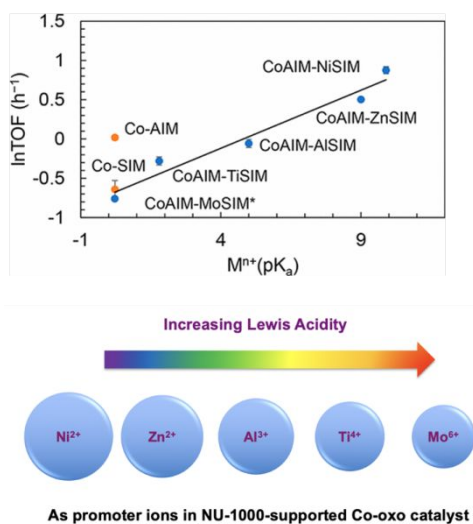 1.5
1
0.5
0
-0.5
-1
lnTOF (h⁻¹)
CoAIM-NiSIM
CoAIM-ZnSIM
Co-AIM
CoAIM-AlSIM
Co-SIM
CoAIM-TiSIM
CoAIM-MoSIM*
-1 4 9
Mⁿ⁺(pKₐ)
Increasing Lewis Acidity
Ni²⁺ Zn²⁺ Al³⁺ Ti⁴⁺ Mo⁶⁺
As promoter ions in NU-1000-supported Co-oxo catalyst